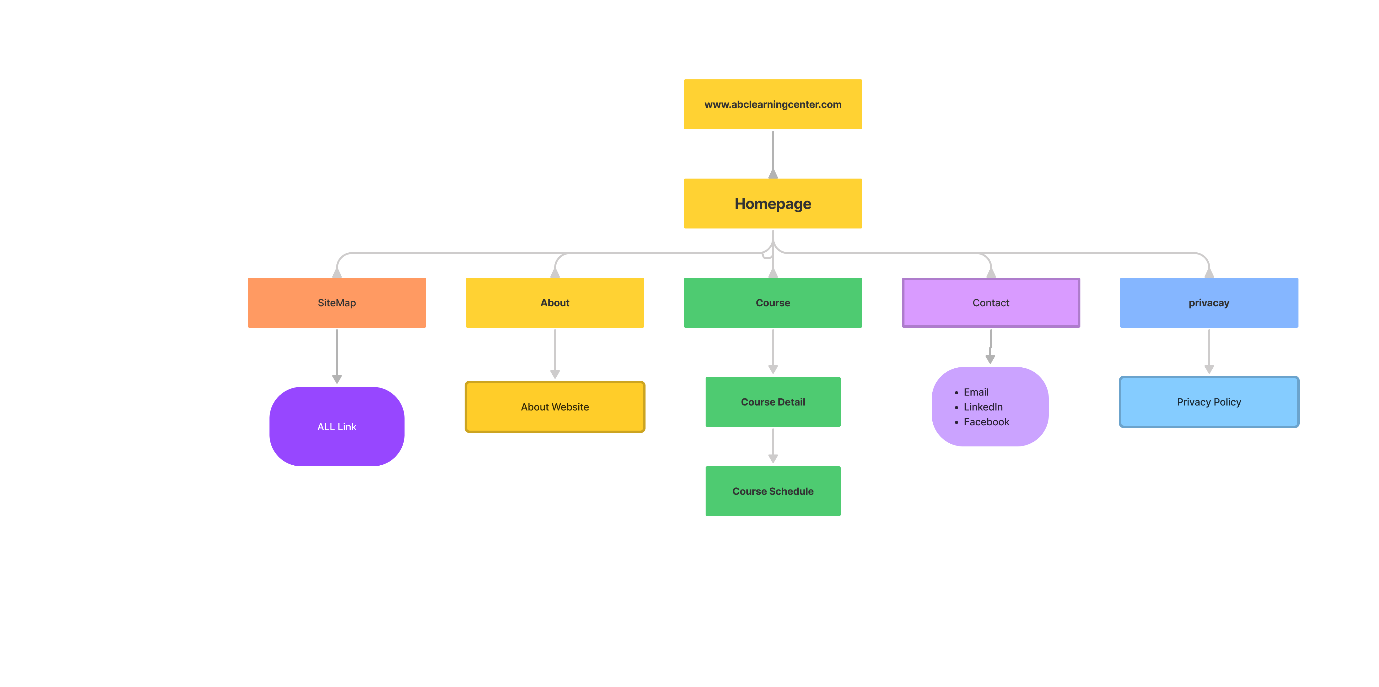 www.abclearningcenter.com
Homepage
SiteMap
About
Course
Contact
privacay
ALL Link
About Website
Course Detail
• Email
• LinkedIn
• Facebook
Privacy Policy
Course Schedule